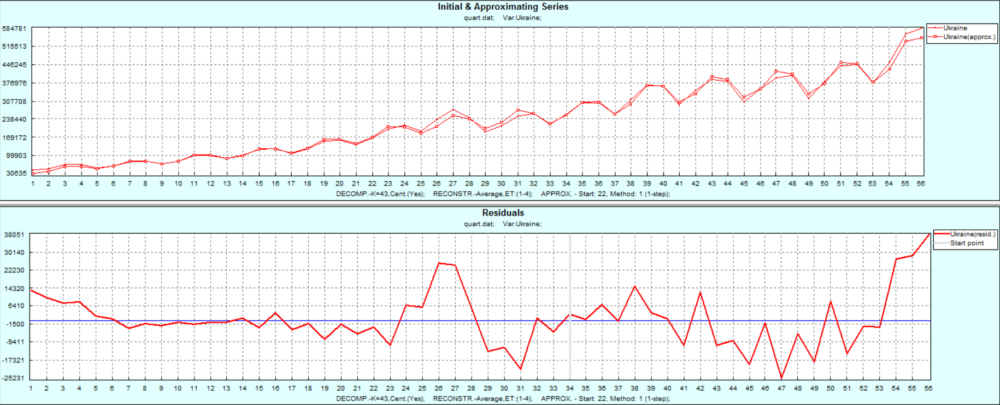 Initial & Approximating Series
quart.dat; Var:Ukraine;
584781
515513
446245
376976
307708
238440
169172
99903
30635
Ukraine
Ukraine(approx.)
1 2 3 4 5 6 7 8 9 10 11 12 13 14 15 16 17 18 19 20 21 22 23 24 25 26 27 28 29 30 31 32 33 34 35 36 37 38 39 40 41 42 43 44 45 46 47 48 49 50 51 52 53 54 55 56
DECOMP.-K=43,Cent.(Yes); RECONSTR.-Average,ET:(1-4); APPROX. - Start: 22, Method: 1 (1-step);
Residuals
quart.dat; Var:Ukraine;
38051
30140
22230
14320
6410
-1500
-9411
-17321
-25231
Ukraine(resid.)
Start point
1 2 3 4 5 6 7 8 9 10 11 12 13 14 15 16 17 18 19 20 21 22 23 24 25 26 27 28 29 30 31 32 33 34 35 36 37 38 39 40 41 42 43 44 45 46 47 48 49 50 51 52 53 54 55 56
DECOMP.-K=43,Cent.(Yes); RECONSTR.-Average,ET:(1-4); APPROX. - Start: 22, Method: 1 (1-step);